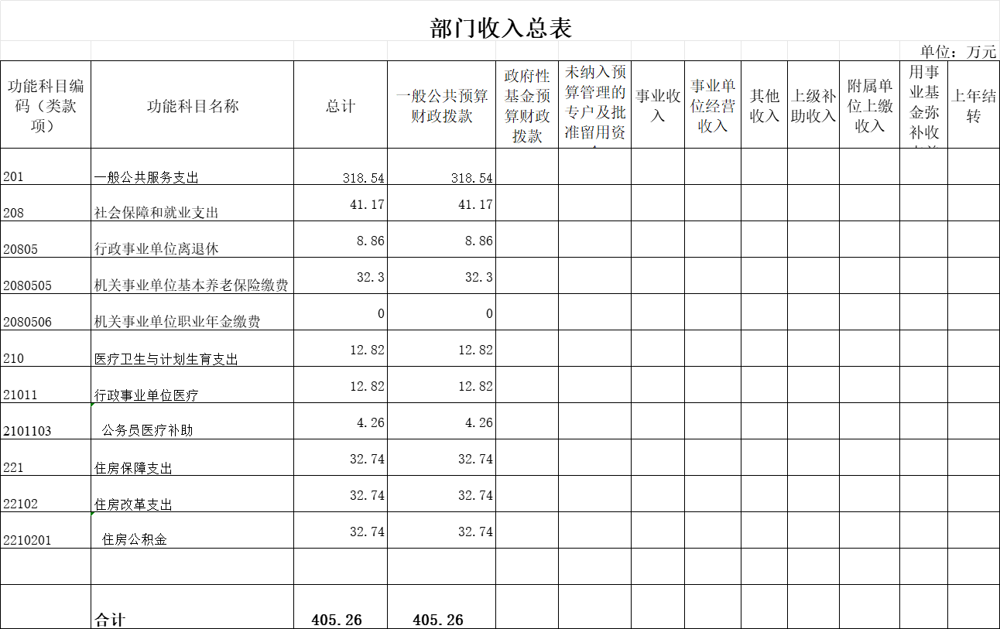 部门收入总表
单位：万元
功能科目编码（类款项） 功能科目名称 总计 一般公共预算财政拨款 政府性基金预算财政拨款 未纳入预算管理的专户及批准留用资 事业收入 事业单位经营收入 其他收入 上级补助收入 附属单位上缴收入 用事业基金弥补收 上年结转
201 一般公共服务支出 318.54 318.54
208 社会保障和就业支出 41.17 41.17
20805 行政事业单位离退休 8.86 8.86
2080505 机关事业单位基本养老保险缴费 32.3 32.3
2080506 机关事业单位职业年金缴费 0 0
210 医疗卫生与计划生育支出 12.82 12.82
21011 行政事业单位医疗 12.82 12.82
2101103 公务员医疗补助 4.26 4.26
221 住房保障支出 32.74 32.74
22102 住房改革支出 32.74 32.74
2210201 住房公积金 32.74 32.74
合计 405.26 405.26